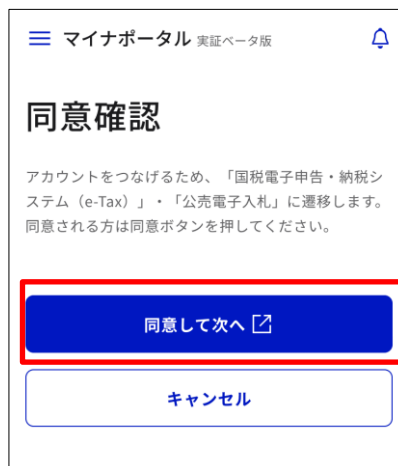 マイナポータル 実証ベータ版
同意確認
アカウントをつなげるため、「国税電子申告・納税シ
ステム（e-Tax）」・「公売電子入札」に遷移します。
同意される方は同意ボタンを押してください。
同意して次へ
キャンセル